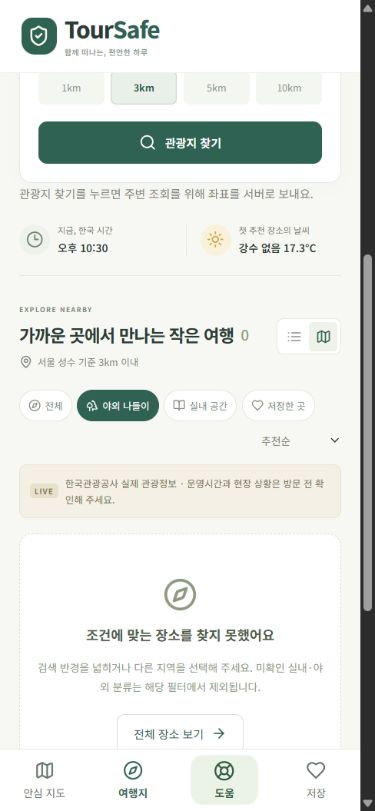 TourSafe
함께 떠나는, 편안한 하루
1km
3km
5km
10km
관광지 찾기
관광지 찾기를 누르면 주변 조회를 위해 좌표를 서버로 보내요.
지금, 한국 시간
오후 10:30
첫 추천 장소의 날씨
강수 없음 17.3°C
EXPLORE NEARBY
가까운 곳에서 만나는 작은 여행 0
서울 성수 기준 3km 이내
전체
야외 나들이
실내 공간
저장한 곳
추천순
LIVE
한국관광공사 실제 관광정보 · 운영시간과 현장 상황은 방문 전 확
인해 주세요.
조건에 맞는 장소를 찾지 못했어요
검색 반경을 넓히거나 다른 지역을 선택해 주세요. 미확인 실내·야
외 분류는 해당 필터에서 제외됩니다.
전체 장소 보기
안심 지도
여행지
도움
저장